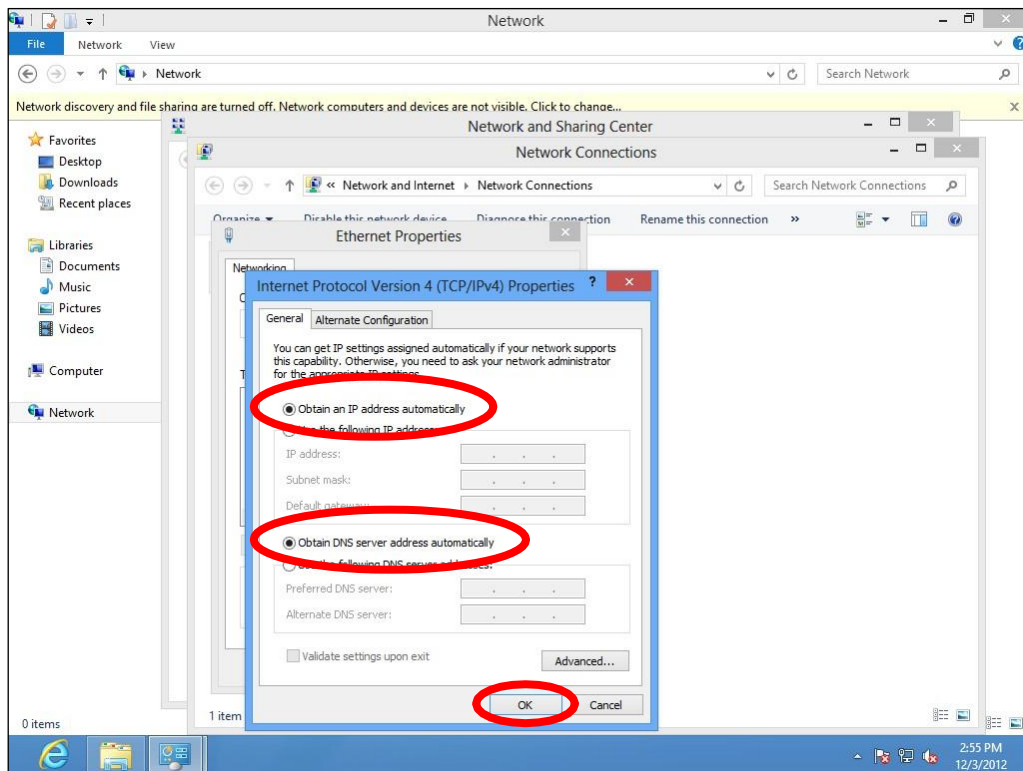 Network
File Network View
Network
Search Network
Network discovery and file sharing are turned off. Network computers and devices are not visible. Click to change...
Favorites
Desktop
Downloads
Recent places
Libraries
Documents
Music
Pictures
Videos
Computer
Network
0 items
Network and Sharing Center
Network Connections
« Network and Internet Network Connections
Search Network Connections
Organize Disable this network device Diagnose this connection Rename this connection »
1 item
Ethernet Properties
Networking
Internet Protocol Version 4 (TCP/IPv4) Properties ?
General Alternate Configuration
You can get IP settings assigned automatically if your network supports
this capability. Otherwise, you need to ask your network administrator
for the appropriate IP settings.
Obtain an IP address automatically
Use the following IP address:
IP address:
Subnet mask:
Default gateway:
Obtain DNS server address automatically
Use the following DNS server addresses:
Preferred DNS server:
Alternate DNS server:
Validate settings upon exit
Advanced...
OK Cancel
2:55 PM
12/3/2012